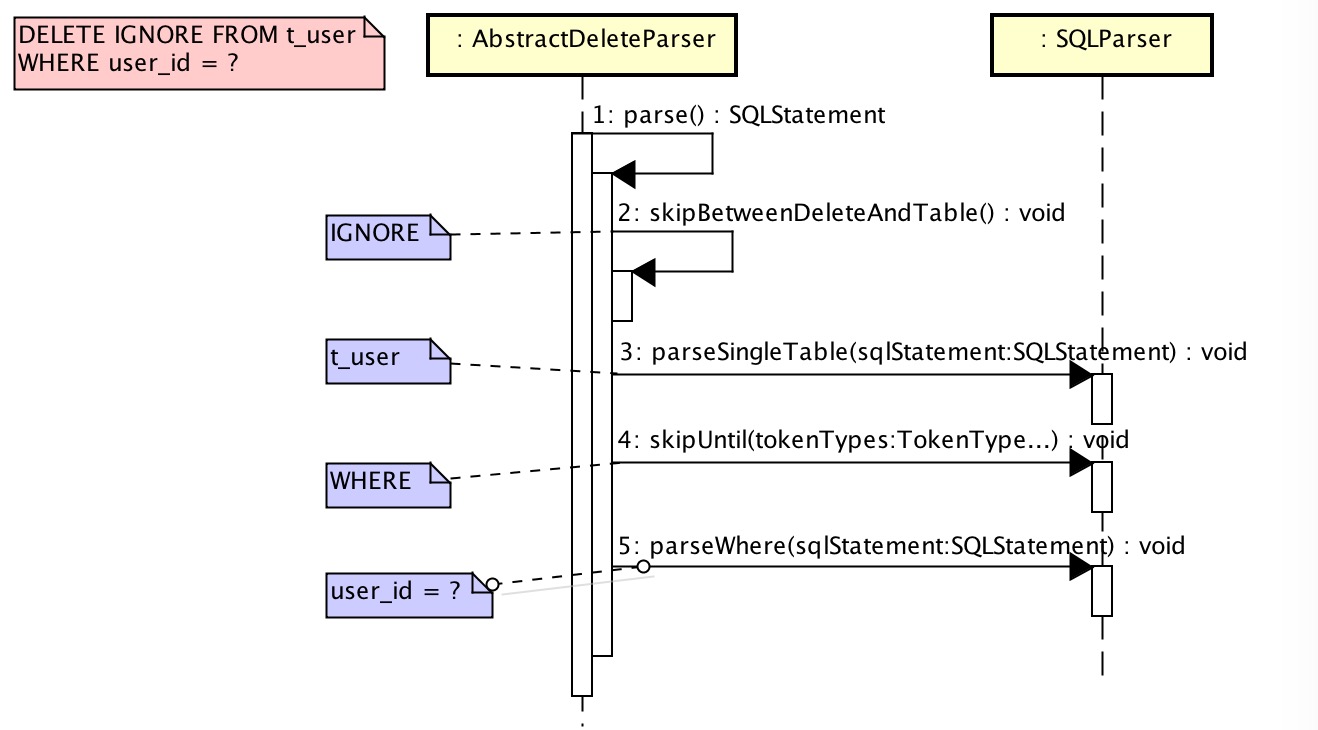 DELETE IGNORE FROM t_user
WHERE user_id = ?
: AbstractDeleteParser
: SQLParser
1: parse() : SQLStatement
2: skipBetweenDeleteAndTable() : void
IGNORE
3: parseSingleTable(sqlStatement:SQLStatement) : void
t_user
4: skipUntil(tokenTypes:TokenType...) : void
WHERE
5: parseWhere(sqlStatement:SQLStatement) : void
user_id = ?